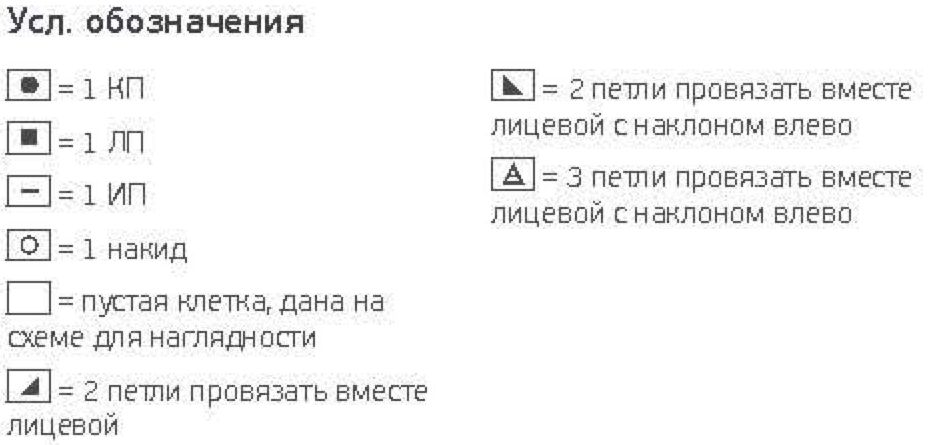 Усл. обозначения
= 1 КП
= 1 ЛП
= 1 ИП
= 1 накид
= пустая клетка, дана на
схеме для наглядности
= 2 петли провязать вместе
лицевой
= 2 петли провязать вместе
лицевой с наклоном влево
= 3 петли провязать вместе
лицевой с наклоном влево